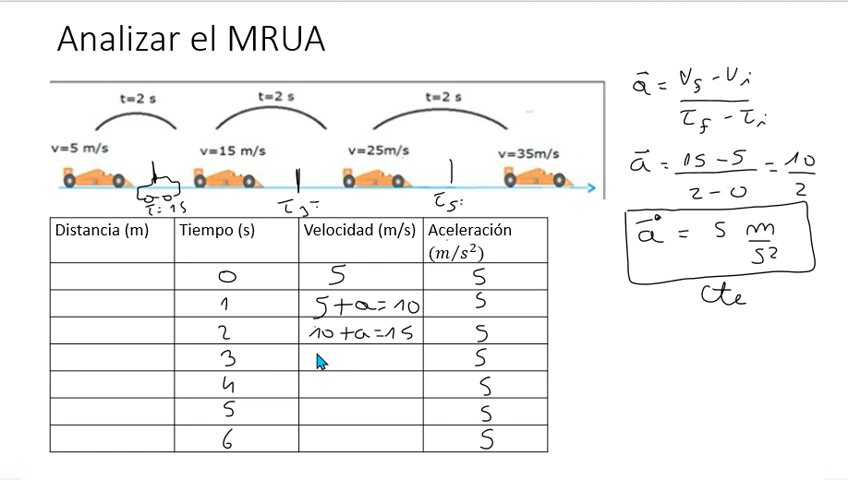 Analizar el MRUA
t=2 s
t=2 s
t=2 s
v=5 m/s
v=15 m/s
v=25m/s
v=35m/s
t=1s
t3=
t5=
Distancia (m) Tiempo (s) Velocidad (m/s) Aceleración (m/s²)
0 5 5
1 5+a=10 5
2 10+a=15 5
3 5
4 5
5 5
6 5
a = vf - vi / tf - ti
a = 15 - 5 / 2 - 0 = 10 / 2
a = 5 m/s²
cte